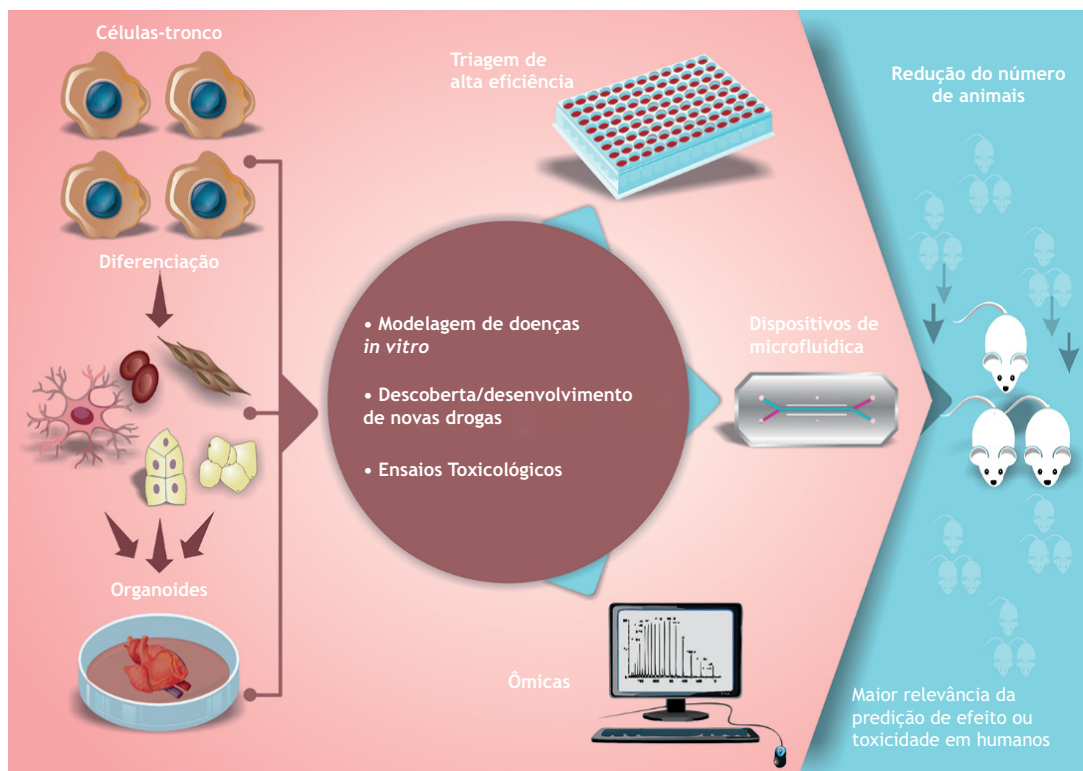 Células-tronco
Diferenciação
Organoides
• Modelagem de doenças
in vitro
• Descoberta/desenvolvimento
de novas drogas
• Ensaios Toxicológicos
Triagem de
alta eficiência
Dispositivos de
microfluídica
Ômicas
Redução do número
de animais
Maior relevância da
predição de efeito ou
toxicidade em humanos